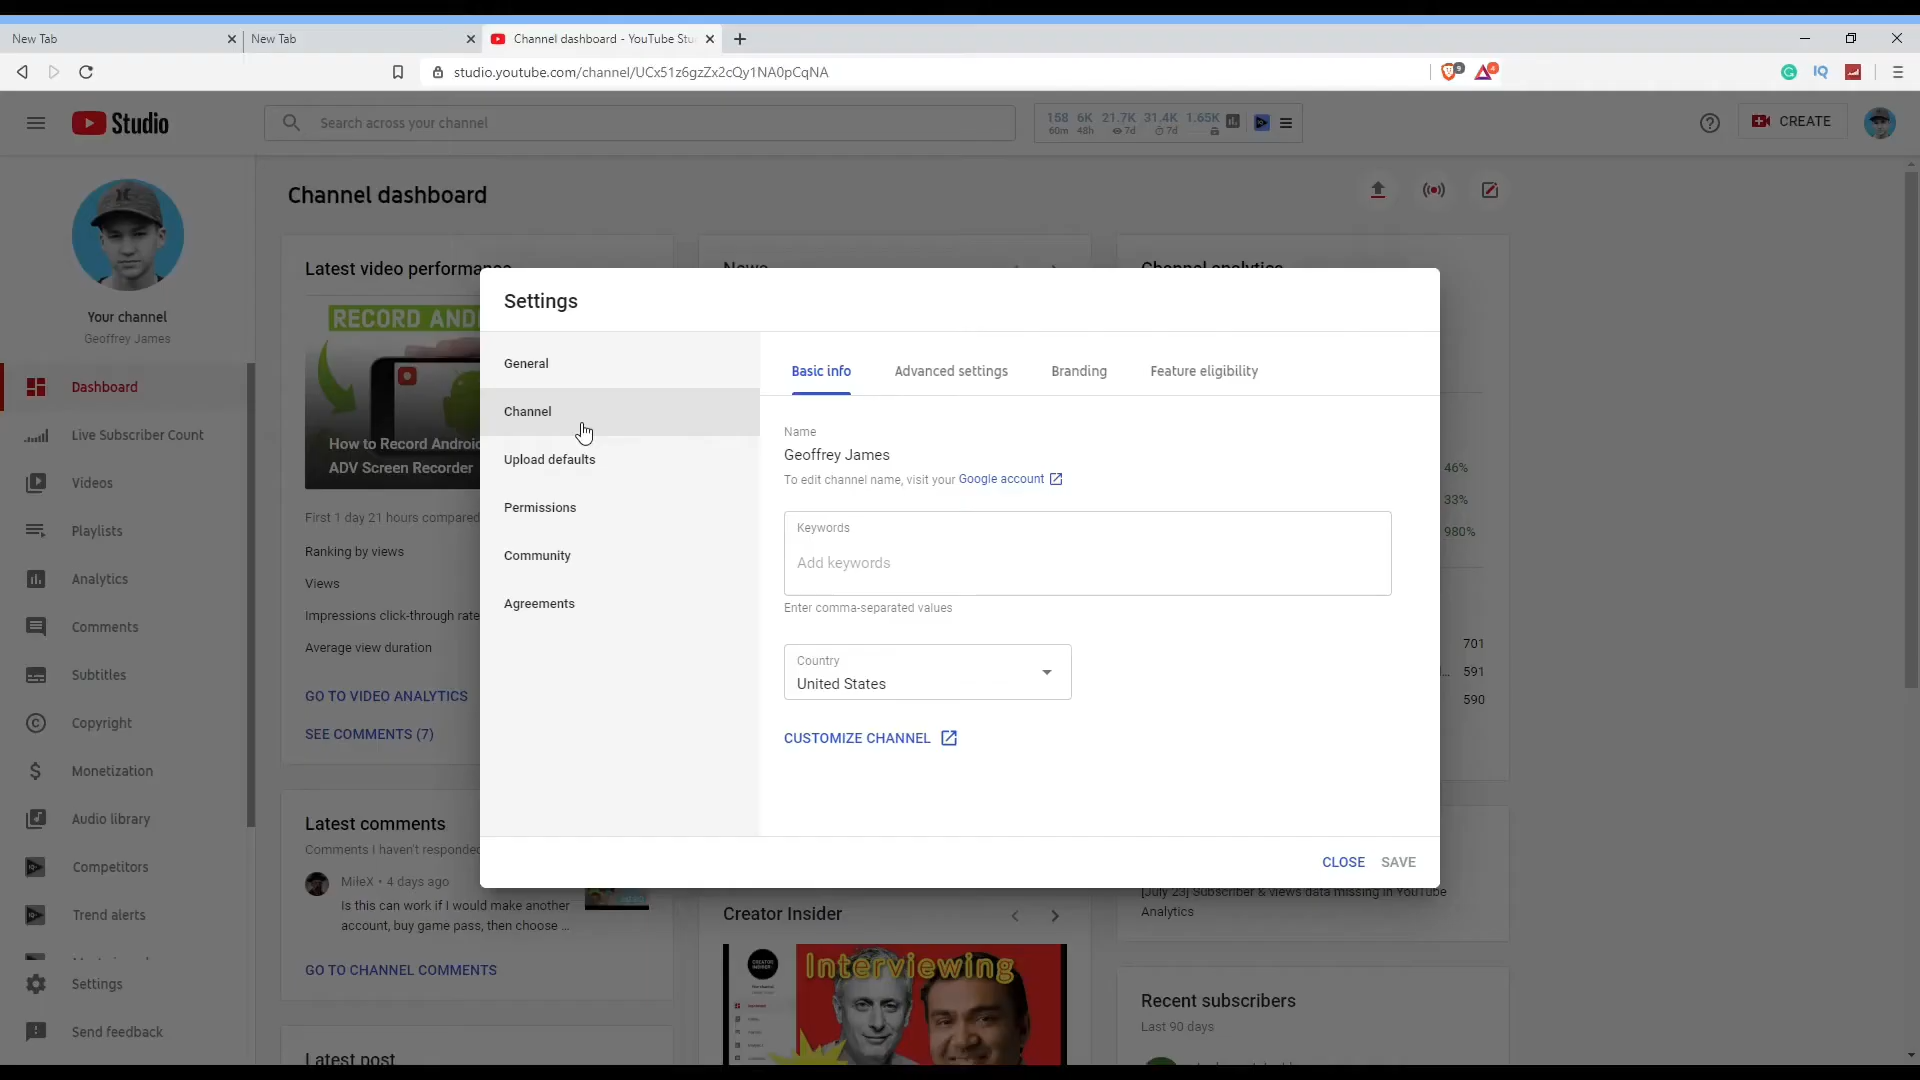 New Tab
New Tab
Channel dashboard - YouTube Stu
studio.youtube.com/channel/UCx51z6gzZx2cQy1NA0pCqNA
9
4
IQ
Studio
Search across your channel
158 6K 21.7K 31.4K 1.65K
60m 48h 7d 7d
CREATE
Your channel
Geoffrey James
Dashboard
Live Subscriber Count
Videos
Playlists
Analytics
Comments
Subtitles
Copyright
Monetization
Audio library
Competitors
Trend alerts
Settings
Send feedback
Channel dashboard
Latest video performance
RECORD AND
How to Record Android
ADV Screen Recorder
First 1 day 21 hours compared
Ranking by views
Views
Impressions click-through rate
Average view duration
GO TO VIDEO ANALYTICS
SEE COMMENTS (7)
Latest comments
Comments I haven't responded
MiłeX • 4 days ago
Is this can work if I would make another
account, buy game pass, then choose ...
GO TO CHANNEL COMMENTS
Latest post
News
Channel analytics
Settings
General
Channel
Upload defaults
Permissions
Community
Agreements
Basic info
Advanced settings
Branding
Feature eligibility
Name
Geoffrey James
To edit channel name, visit your Google account
Keywords
Add keywords
Enter comma-separated values
Country
United States
CUSTOMIZE CHANNEL
CLOSE
SAVE
46%
33%
980%
701
... 591
590
Creator Insider
CREATOR
INSIDER
Interviewing
[July 23] Subscriber & views data missing in YouTube
Analytics
Recent subscribers
Last 90 days